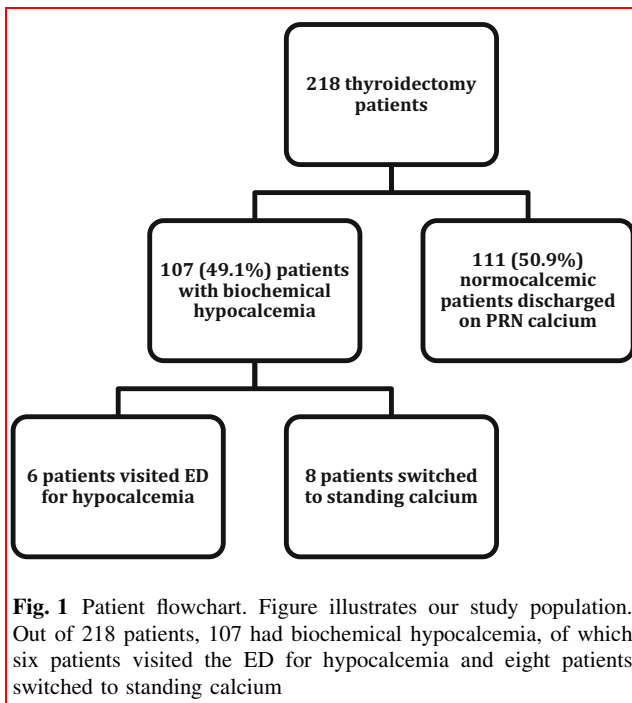 218 thyroidectomy
patients
107 (49.1%) patients
with biochemical
hypocalcemia
111 (50.9%)
normocalcemic
patients discharged
on PRN calcium
6 patients visited ED
for hypocalcemia
8 patients switched
to standing calcium
Fig. 1 Patient flowchart. Figure illustrates our study population.
Out of 218 patients, 107 had biochemical hypocalcemia, of which
six patients visited the ED for hypocalcemia and eight patients
switched to standing calcium